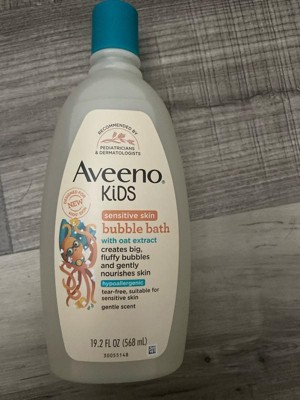 RECOMMENDED BY
PEDIATRICIANS
& DERMATOLOGISTS
Aveeno®
KiDS
NEW
sensitive skin
bubble bath
with oat extract
creates big,
fluffy bubbles
and gently
nourishes skin
hypoallergenic
tear-free, suitable for
sensitive skin
gentle scent
19.2 FL OZ (568 mL)
30053148